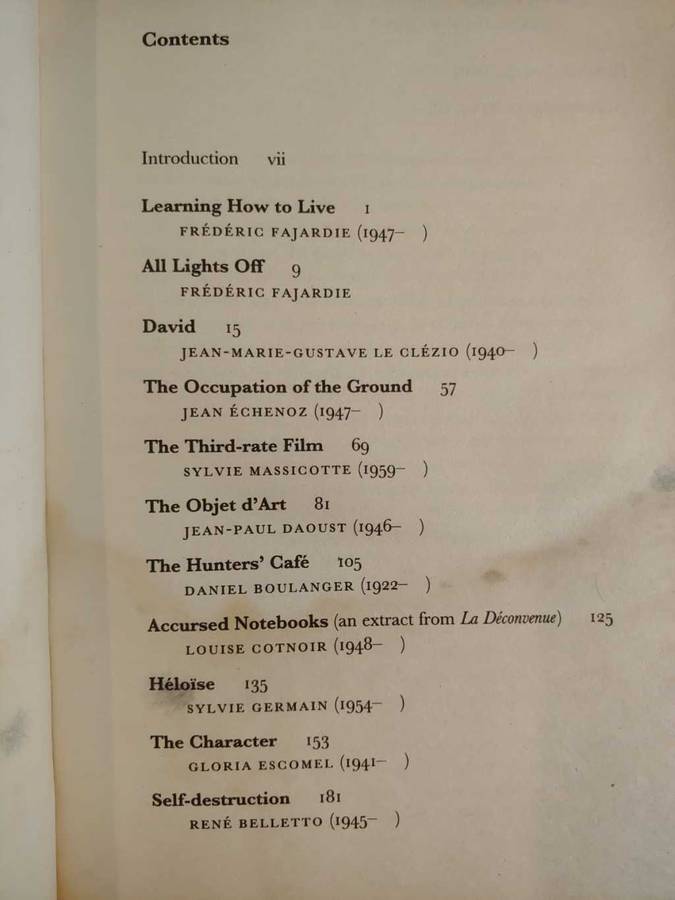 Contents
Introduction vii
Learning How to Live 1
FRÉDÉRIC FAJARDIE (1947– )
All Lights Off 9
FRÉDÉRIC FAJARDIE
David 15
JEAN-MARIE-GUSTAVE LE CLÉZIO (1940– )
The Occupation of the Ground 57
JEAN ÉCHENOZ (1947– )
The Third-rate Film 69
SYLVIE MASSICOTTE (1959– )
The Objet d'Art 81
JEAN-PAUL DAOUST (1946– )
The Hunters' Café 105
DANIEL BOULANGER (1922– )
Accursed Notebooks (an extract from La Déconvenue) 125
LOUISE COTNOIR (1948– )
Héloïse 135
SYLVIE GERMAIN (1954– )
The Character 153
GLORIA ESCOMEL (1941– )
Self-destruction 181
RENÉ BELLETTO (1945– )